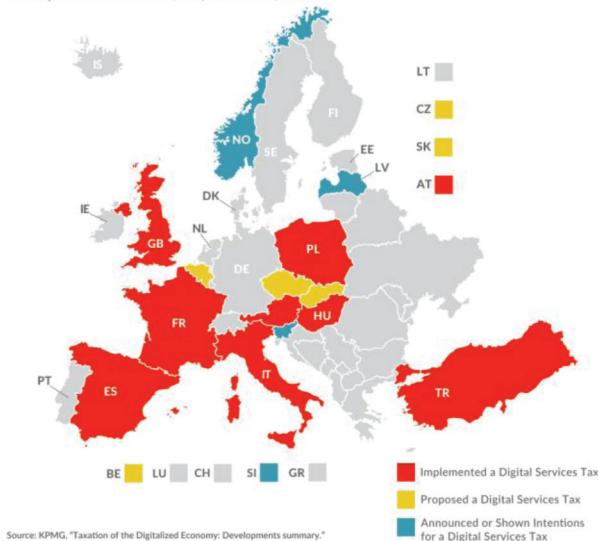 IS
LT
FI
CZ
NO
SE
SK
EE
LV
AT
DK
IE
NL
GB
PL
DE
HU
FR
IT
PT
ES
TR
BE LU CH SI GR
Implemented a Digital Services Tax
Proposed a Digital Services Tax
Announced or Shown Intentions
for a Digital Services Tax
Source: KPMG, "Taxation of the Digitalized Economy: Developments summary."